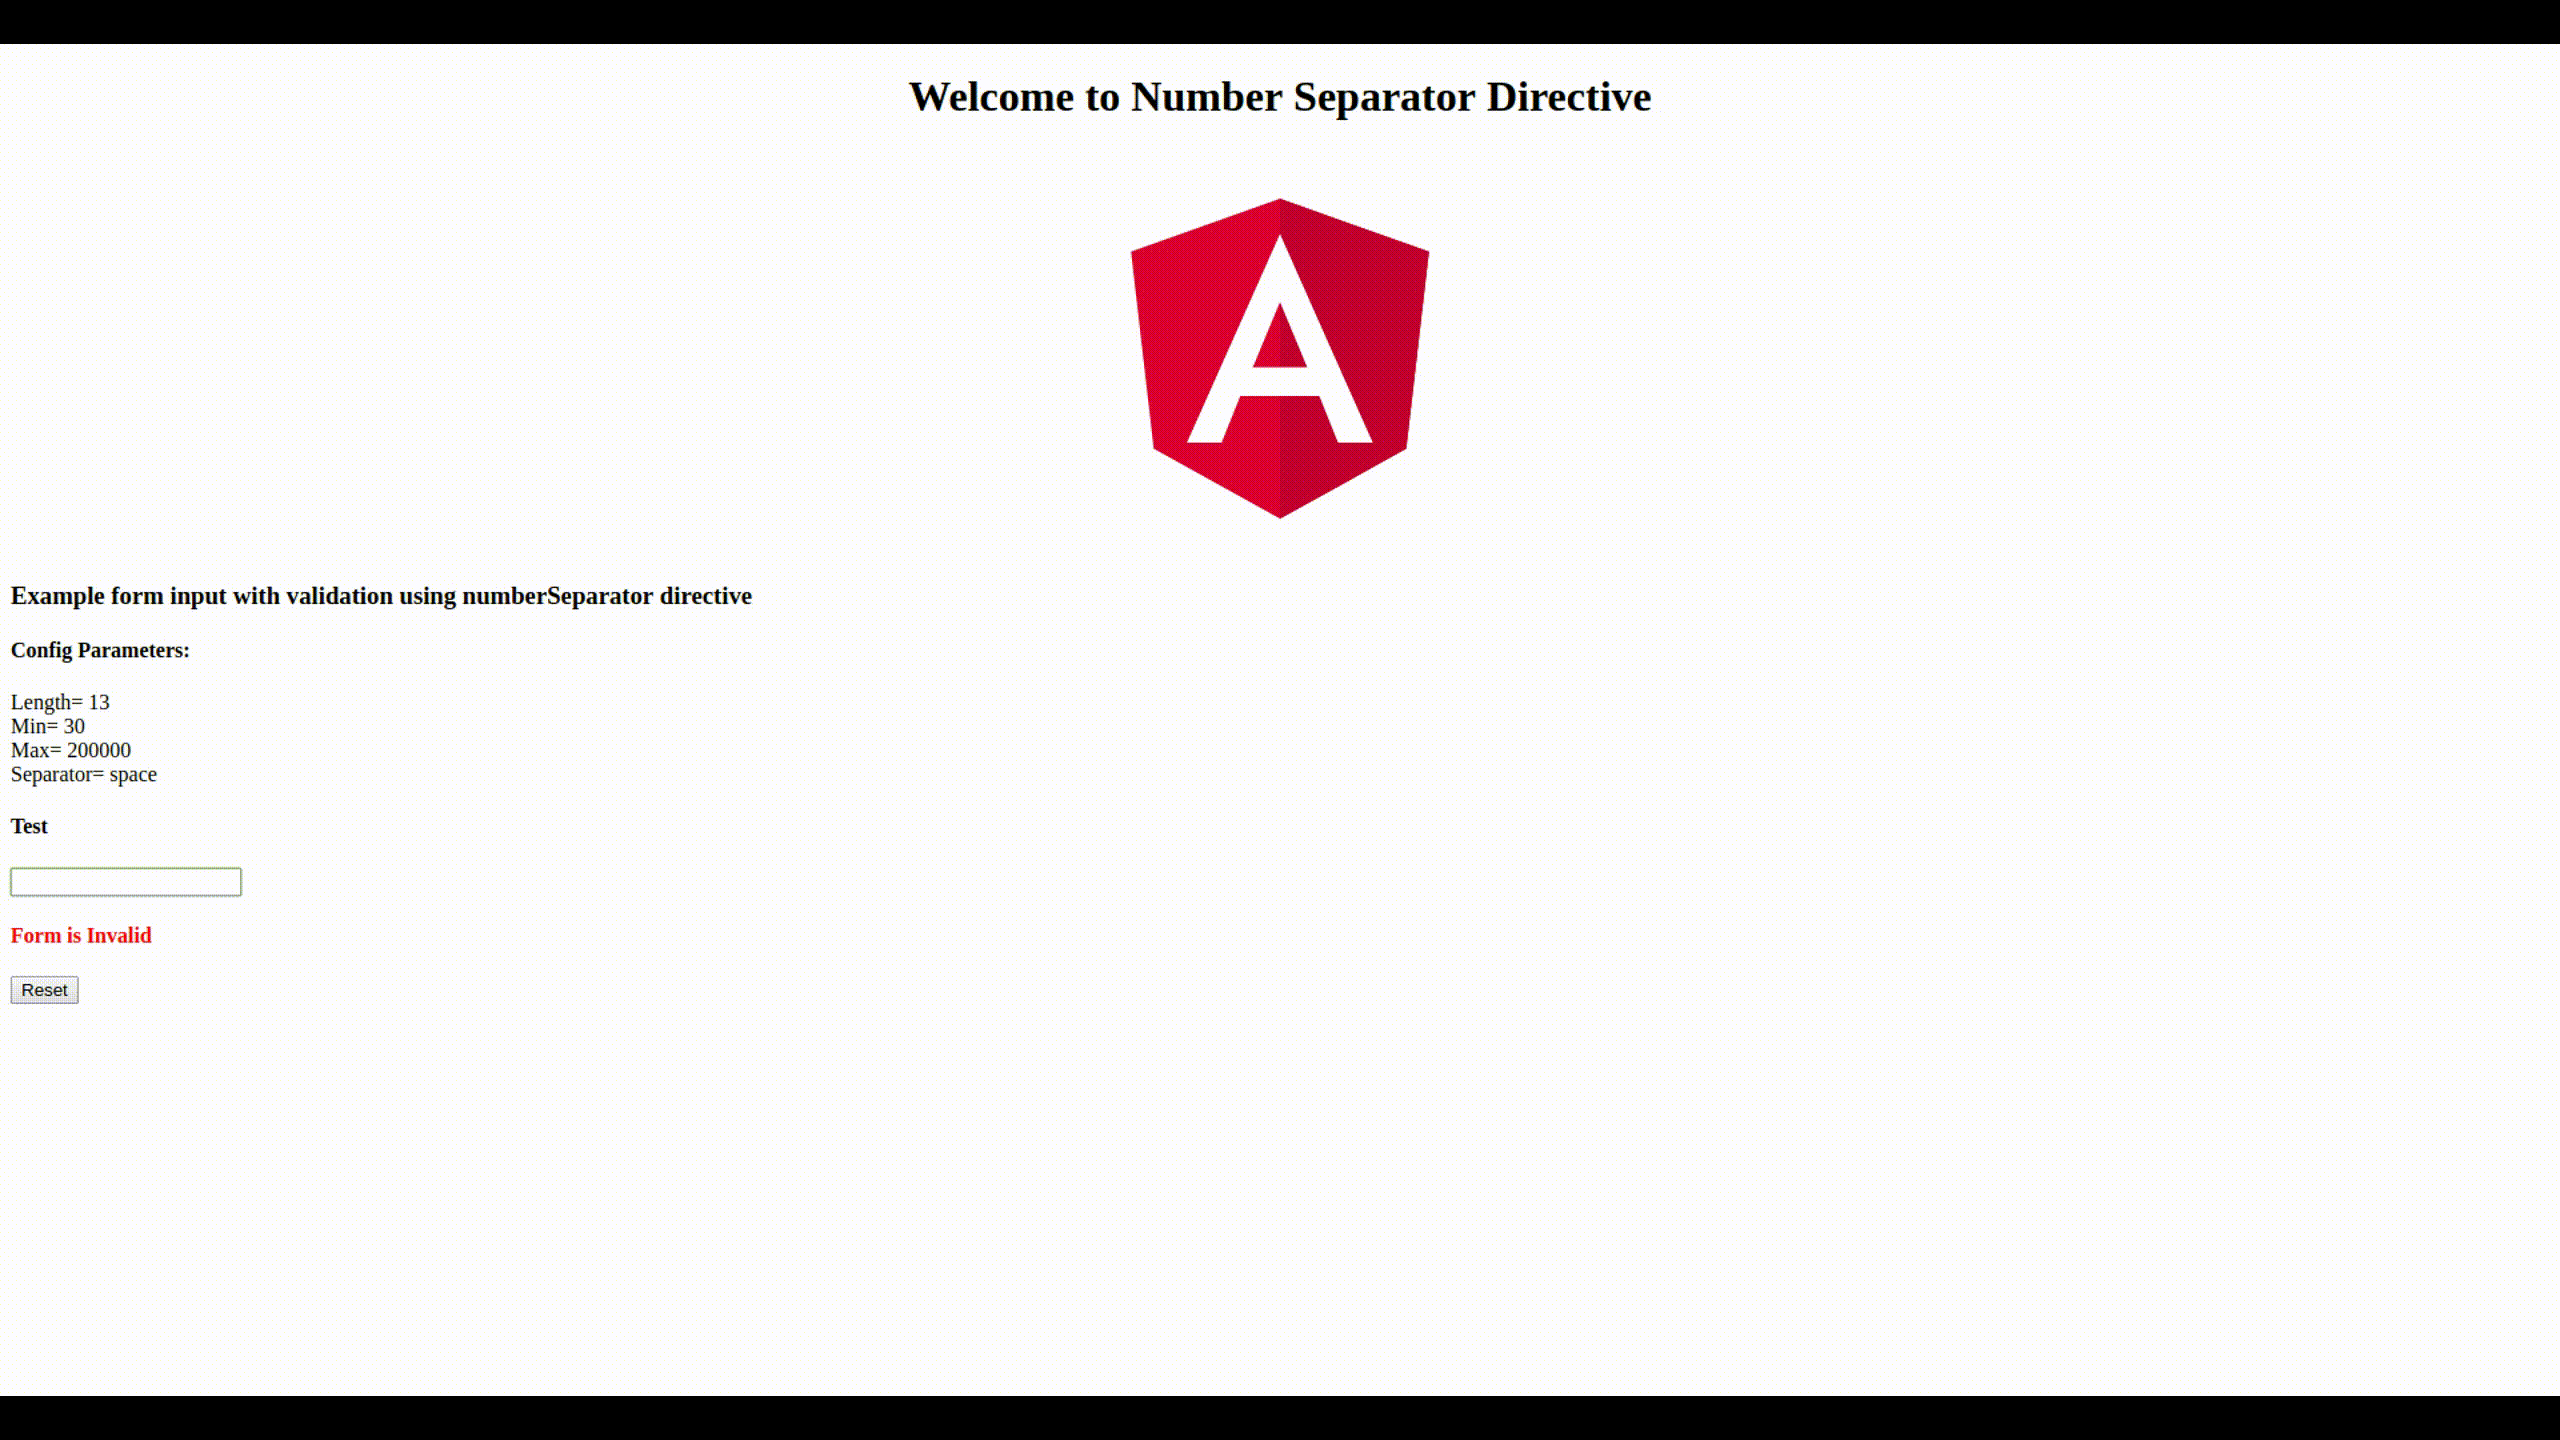 Welcome to Number Separator Directive
A
Example form input with validation using numberSeparator directive
Config Parameters:
Length= 13
Min= 30
Max= 200000
Separator= space
Test
Form is Invalid
Reset